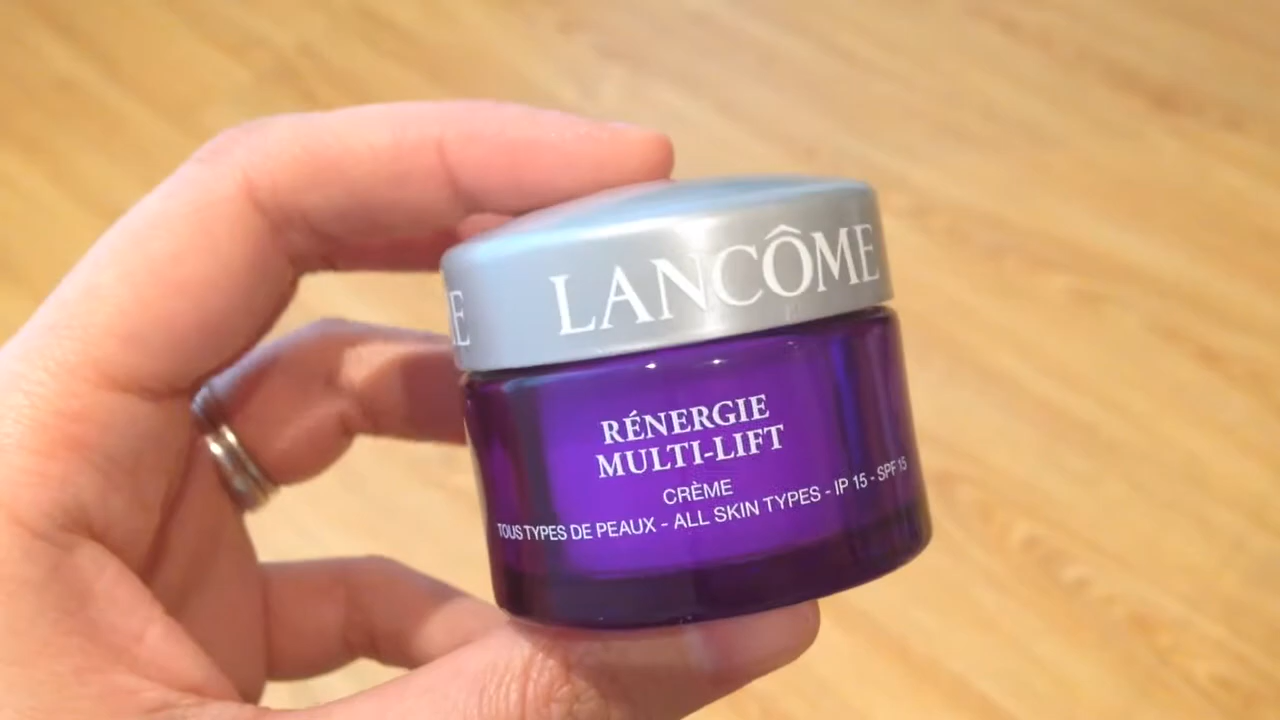 LANCÔME
RÉNERGIE
MULTI-LIFT
CRÈME
TOUS TYPES DE PEAUX - ALL SKIN TYPES - IP 15 - SPF 15